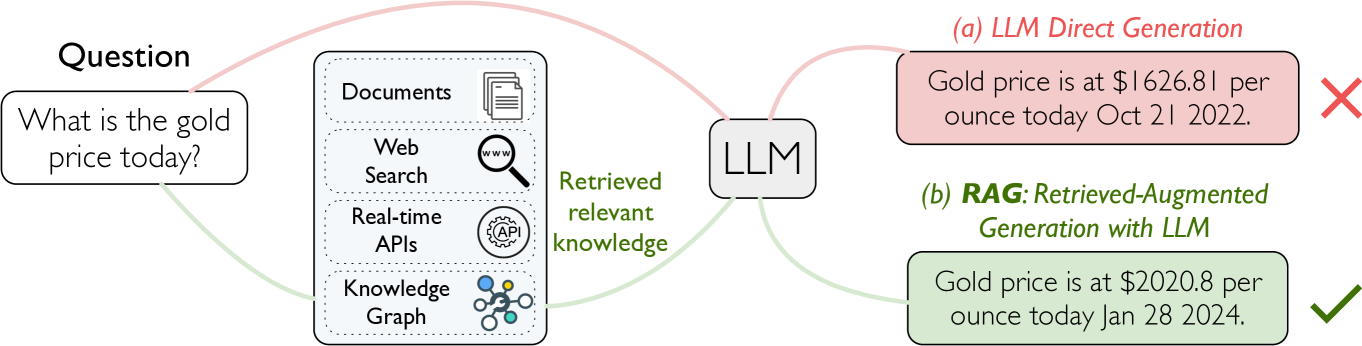 Question
What is the gold
price today?
Documents
Web
Search
www
Real-time
APIs
API
Knowledge
Graph
Retrieved
relevant
knowledge
LLM
(a) LLM Direct Generation
Gold price is at $1626.81 per
ounce today Oct 21 2022.
(b) RAG: Retrieved-Augmented
Generation with LLM
Gold price is at $2020.8 per
ounce today Jan 28 2024.